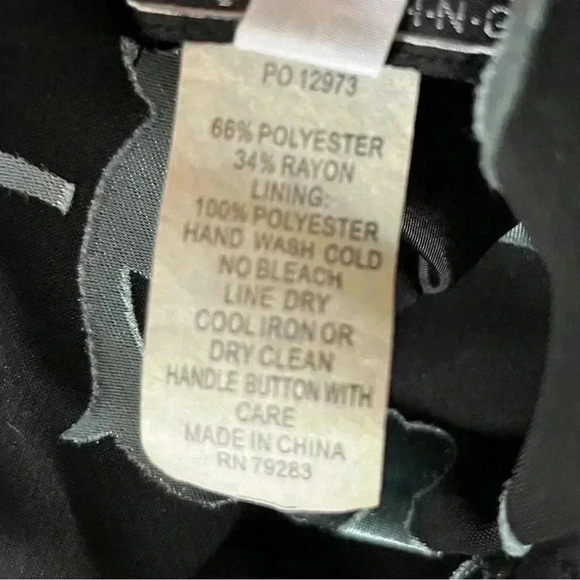 M·N·G
PO 12973
66% POLYESTER
34% RAYON
LINING:
100% POLYESTER
HAND WASH COLD
NO BLEACH
LINE DRY
COOL IRON OR
DRY CLEAN
HANDLE BUTTON WITH
CARE
MADE IN CHINA
RN 79283